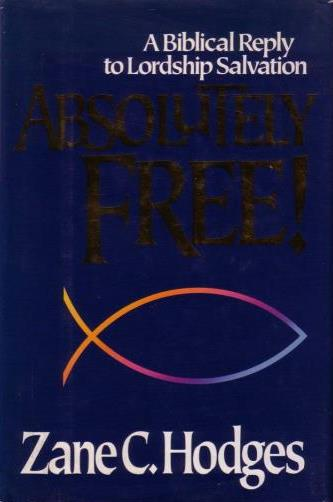 A Biblical Reply
to Lordship Salvation
ABSOLUTELY
FREE!
Zane C. Hodges